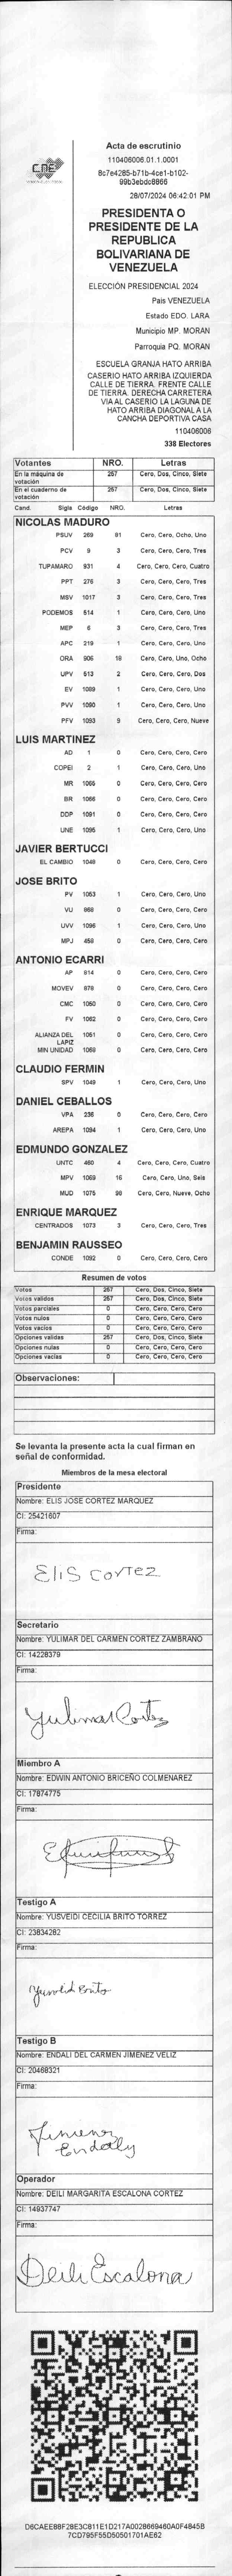 CNE
Acta de escrutinio
110406006.01.1.0001
8c7e4285-b71b-4ce1-b102-
99b3ebdc8866
28/07/2024 06:42:01 PM
PRESIDENTA O
PRESIDENTE DE LA
REPUBLICA
BOLIVARIANA DE
VENEZUELA
ELECCIÓN PRESIDENCIAL 2024
Pais VENEZUELA
Estado EDO. LARA
Municipio MP. MORAN
Parroquia PQ. MORAN
ESCUELA GRANJA HATO ARRIBA
CASERIO HATO ARRIBA IZQUIERDA
CALLE DE TIERRA. FRENTE CALLE
DE TIERRA. DERECHA CARRETERA
VIA AL CASERIO LA LAGUNA DE
HATO ARRIBA DIAGONAL A LA
CANCHA DEPORTIVA CASA
110406006
338 Electores
Votantes NRO. Letras
En la máquina de votación 257 Cero, Dos, Cinco, Siete
En el cuaderno de votación 257 Cero, Dos, Cinco, Siete
Cand. Sigla Código NRO. Letras
NICOLAS MADURO
PSUV 269 81 Cero, Cero, Ocho, Uno
PCV 9 3 Cero, Cero, Cero, Tres
TUPAMARO 931 4 Cero, Cero, Cero, Cuatro
PPT 276 3 Cero, Cero, Cero, Tres
MSV 1017 3 Cero, Cero, Cero, Tres
PODEMOS 514 1 Cero, Cero, Cero, Uno
MEP 6 3 Cero, Cero, Cero, Tres
APC 219 1 Cero, Cero, Cero, Uno
ORA 906 18 Cero, Cero, Uno, Ocho
UPV 513 2 Cero, Cero, Cero, Dos
EV 1089 1 Cero, Cero, Cero, Uno
PVV 1090 1 Cero, Cero, Cero, Uno
PFV 1093 9 Cero, Cero, Cero, Nueve
LUIS MARTINEZ
AD 1 0 Cero, Cero, Cero, Cero
COPEI 2 1 Cero, Cero, Cero, Uno
MR 1065 0 Cero, Cero, Cero, Cero
BR 1066 0 Cero, Cero, Cero, Cero
DDP 1091 0 Cero, Cero, Cero, Cero
UNE 1095 1 Cero, Cero, Cero, Uno
JAVIER BERTUCCI
EL CAMBIO 1048 0 Cero, Cero, Cero, Cero
JOSE BRITO
PV 1053 1 Cero, Cero, Cero, Uno
VU 868 0 Cero, Cero, Cero, Cero
UVV 1096 1 Cero, Cero, Cero, Uno
MPJ 458 0 Cero, Cero, Cero, Cero
ANTONIO ECARRI
AP 814 0 Cero, Cero, Cero, Cero
MOVEV 978 0 Cero, Cero, Cero, Cero
CMC 1050 0 Cero, Cero, Cero, Cero
FV 1082 0 Cero, Cero, Cero, Cero
ALIANZA DEL LAPIZ 1051 0 Cero, Cero, Cero, Cero
MIN UNIDAD 1068 0 Cero, Cero, Cero, Cero
CLAUDIO FERMIN
SPV 1049 1 Cero, Cero, Cero, Uno
DANIEL CEBALLOS
VPA 236 0 Cero, Cero, Cero, Cero
AREPA 1094 1 Cero, Cero, Cero, Uno
EDMUNDO GONZALEZ
UNTC 460 4 Cero, Cero, Cero, Cuatro
MPV 1069 16 Cero, Cero, Uno, Seis
MUD 1075 98 Cero, Cero, Nueve, Ocho
ENRIQUE MARQUEZ
CENTRADOS 1073 3 Cero, Cero, Cero, Tres
BENJAMIN RAUSSEO
CONDE 1092 0 Cero, Cero, Cero, Cero
Resumen de votos
Votos 257 Cero, Dos, Cinco, Siete
Votos validos 257 Cero, Dos, Cinco, Siete
Votos parciales 0 Cero, Cero, Cero, Cero
Votos nulos 0 Cero, Cero, Cero, Cero
Votos vacios 0 Cero, Cero, Cero, Cero
Opciones validas 257 Cero, Dos, Cinco, Siete
Opciones nulas 0 Cero, Cero, Cero, Cero
Opciones vacias 0 Cero, Cero, Cero, Cero
Observaciones:
Se levanta la presente acta la cual firman en
señal de conformidad.
Miembros de la mesa electoral
Presidente
Nombre: ELIS JOSE CORTEZ MARQUEZ
CI: 25421607
Firma:
Elis cortez
Secretario
Nombre: YULIMAR DEL CARMEN CORTEZ ZAMBRANO
CI: 14228379
Firma:
Yulimar Cortez
Miembro A
Nombre: EDWIN ANTONIO BRICEÑO COLMENAREZ
CI: 17874775
Firma:
Testigo A
Nombre: YUSVEIDI CECILIA BRITO TORREZ
CI: 23834282
Firma:
Yusveidi Brito
Testigo B
Nombre: ENDALI DEL CARMEN JIMENEZ VELIZ
CI: 20468321
Firma:
Jimenez
Endaly
Operador
Nombre: DEILI MARGARITA ESCALONA CORTEZ
CI: 14937747
Firma:
Deili Escalona
D6CAEE88F28E3C811E1D217A0028669460A0F4845B
7CD795F55D50501701AE62